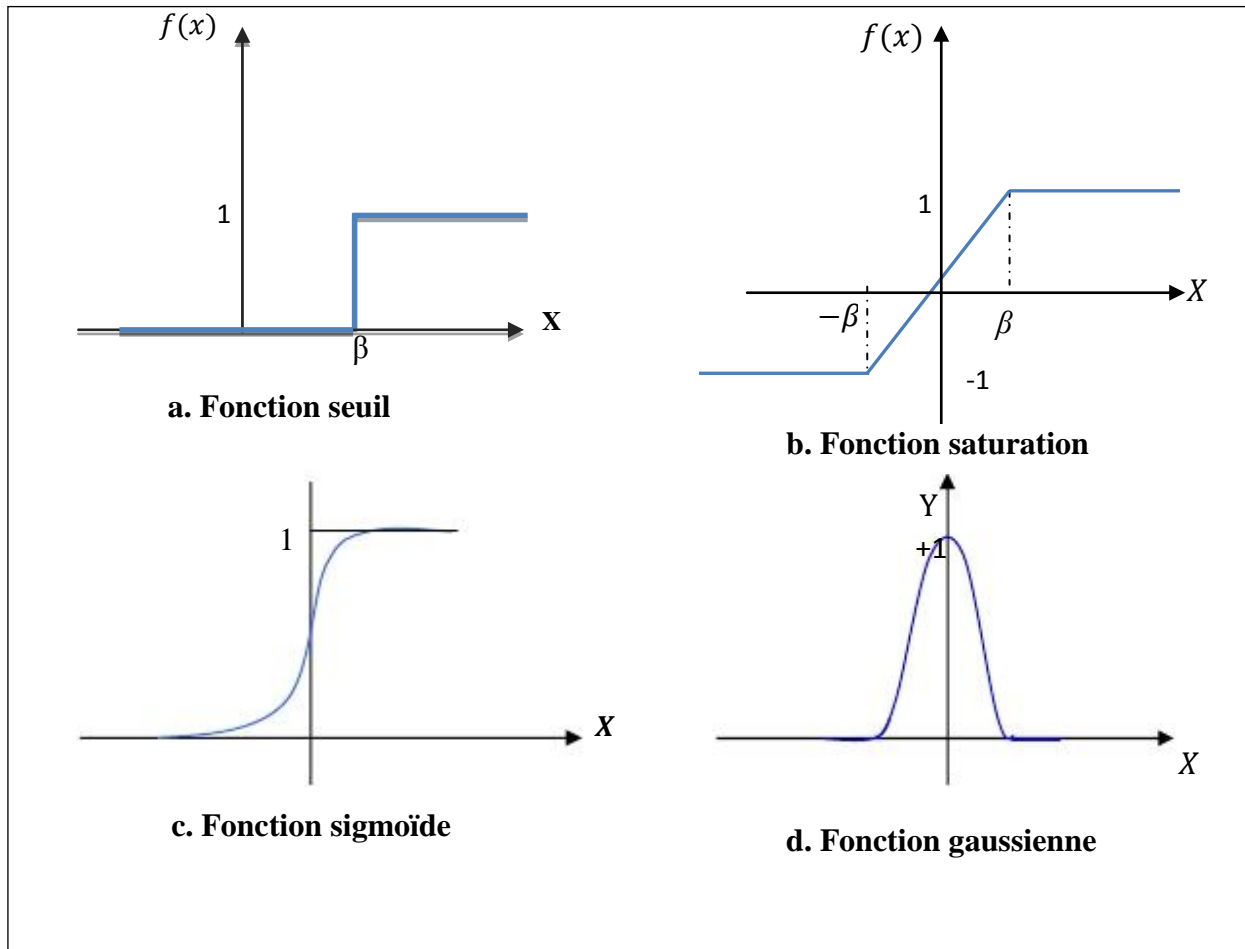 f(x)
1
β
x
a. Fonction seuil
f(x)
1
−β
β
X
-1
b. Fonction saturation
1
X
c. Fonction sigmoïde
Y
+1
X
d. Fonction gaussienne